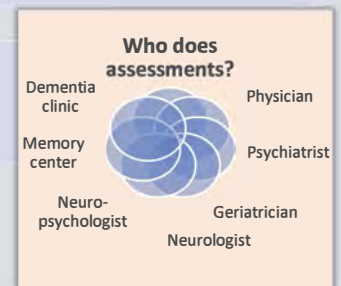 Who does
assessments?
Dementia
clinic
Physician
Memory
center
Psychiatrist
Neuro-
psychologist
Geriatrician
Neurologist